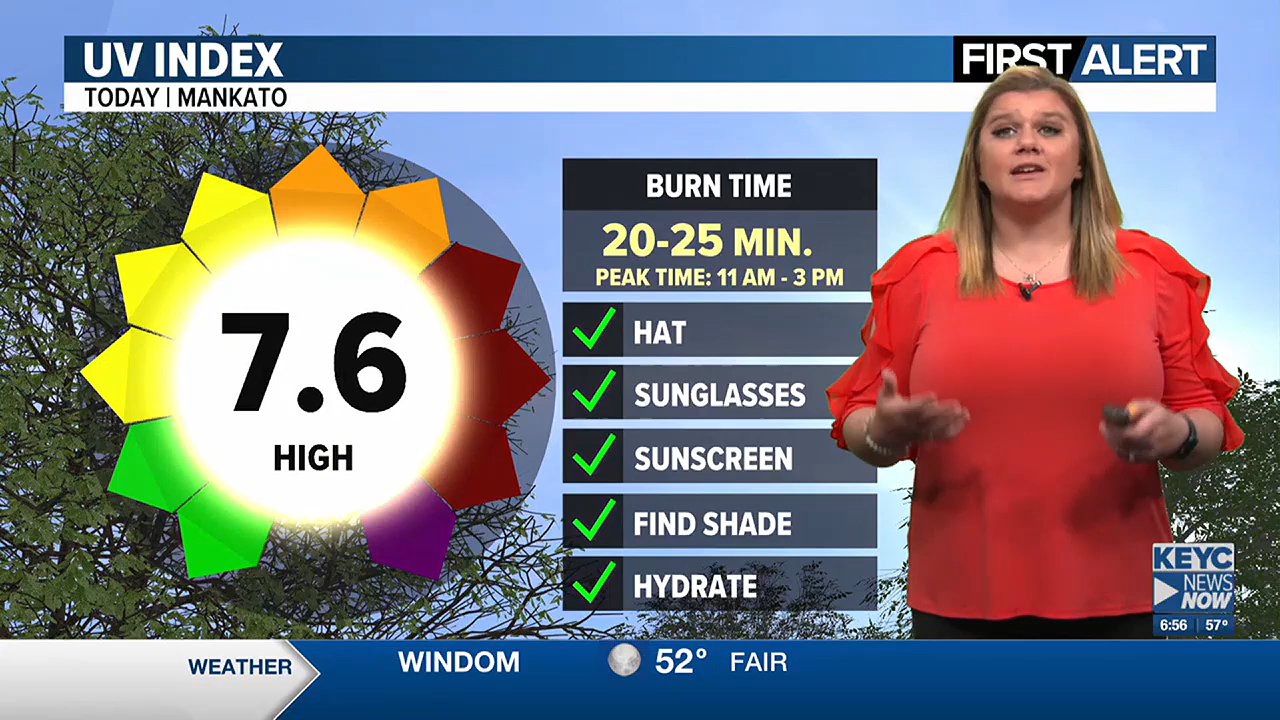 UV INDEX
FIRST ALERT
TODAY | MANKATO
7.6
HIGH
BURN TIME
20-25 MIN.
PEAK TIME: 11 AM - 3 PM
HAT
SUNGLASSES
SUNSCREEN
FIND SHADE
HYDRATE
KEYC
NEWS
NOW
6:56 | 57°
WEATHER
WINDOM 52° FAIR